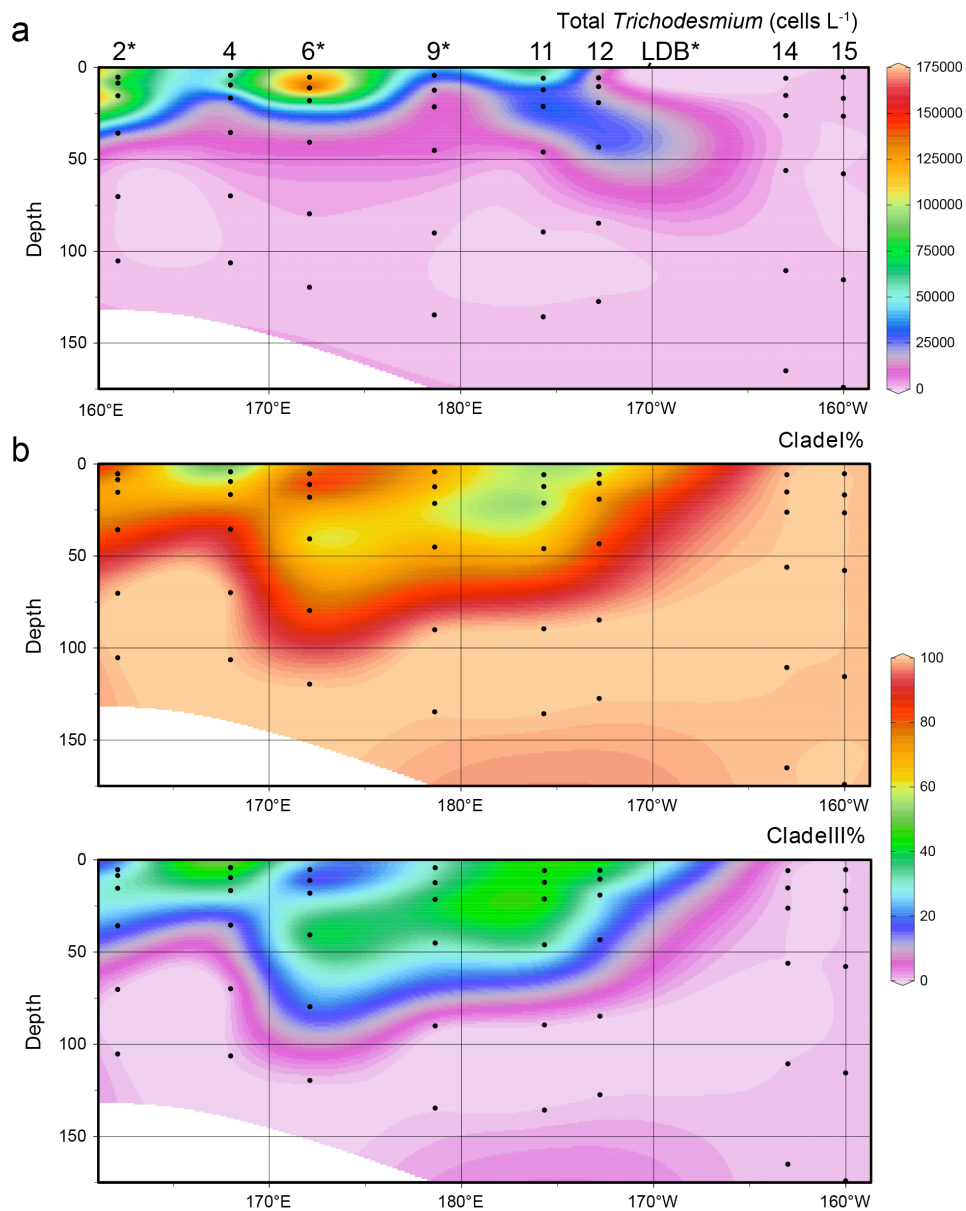 a
Total Trichodesmium (cells L-1)
2* 4 6* 9* 11 12 LDB* 14 15
0
50
100
150
Depth
160°E 170°E 180°E 170°W 160°W
175000
150000
125000
100000
75000
50000
25000
0
b
CladeI%
0
50
100
150
Depth
170°E 180°E 170°W 160°W
100
80
60
40
20
0
CladeIII%
0
50
100
150
Depth
170°E 180°E 170°W 160°W